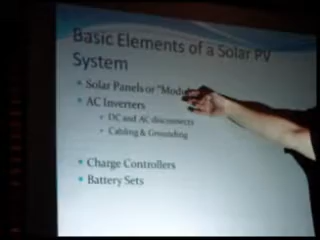 Basic Elements of a Solar PV
System
Solar Panels or "Modu
AC Inverters
DC and AC disconnects
Cabling & Grounding
Charge Controllers
Battery Sets